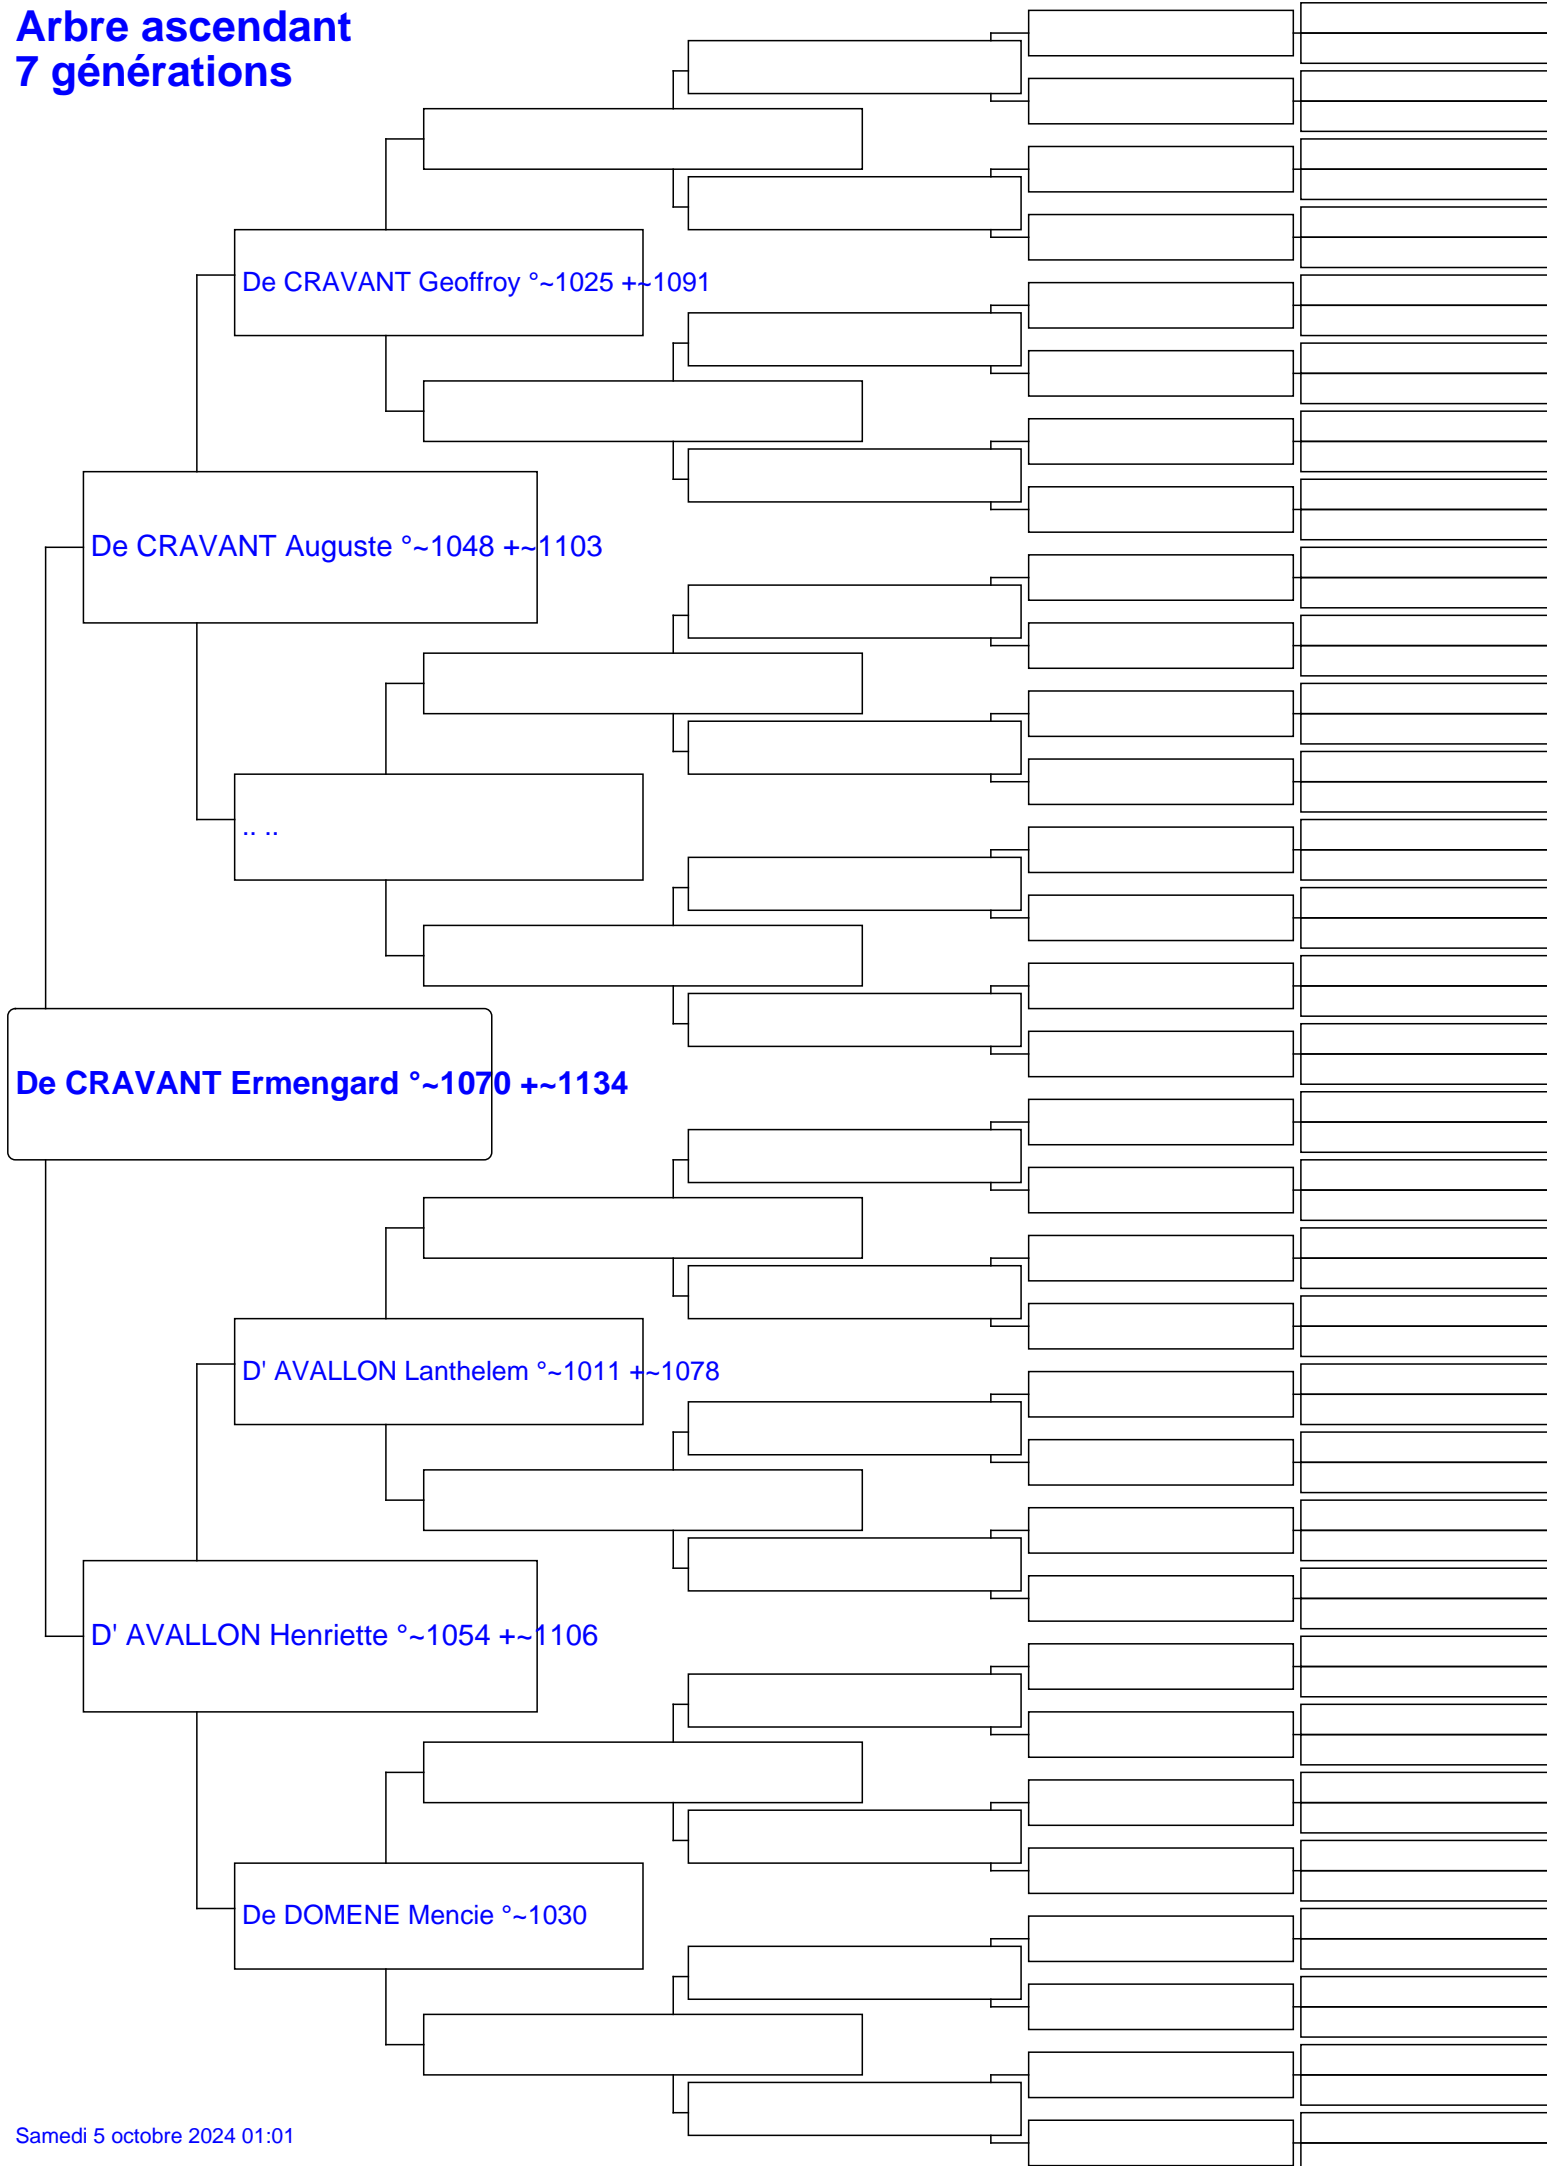 Arbre ascendant
7 générations
De CRAVANT Geoffroy °~1025 +~1091
De CRAVANT Auguste °~1048 +~1103
.. ..
De CRAVANT Ermengard °~1070 +~1134
D' AVALLON Lanthelem °~1011 +~1078
D' AVALLON Henriette °~1054 +~1106
De DOMENE Mencie °~1030
Samedi 5 octobre 2024 01:01